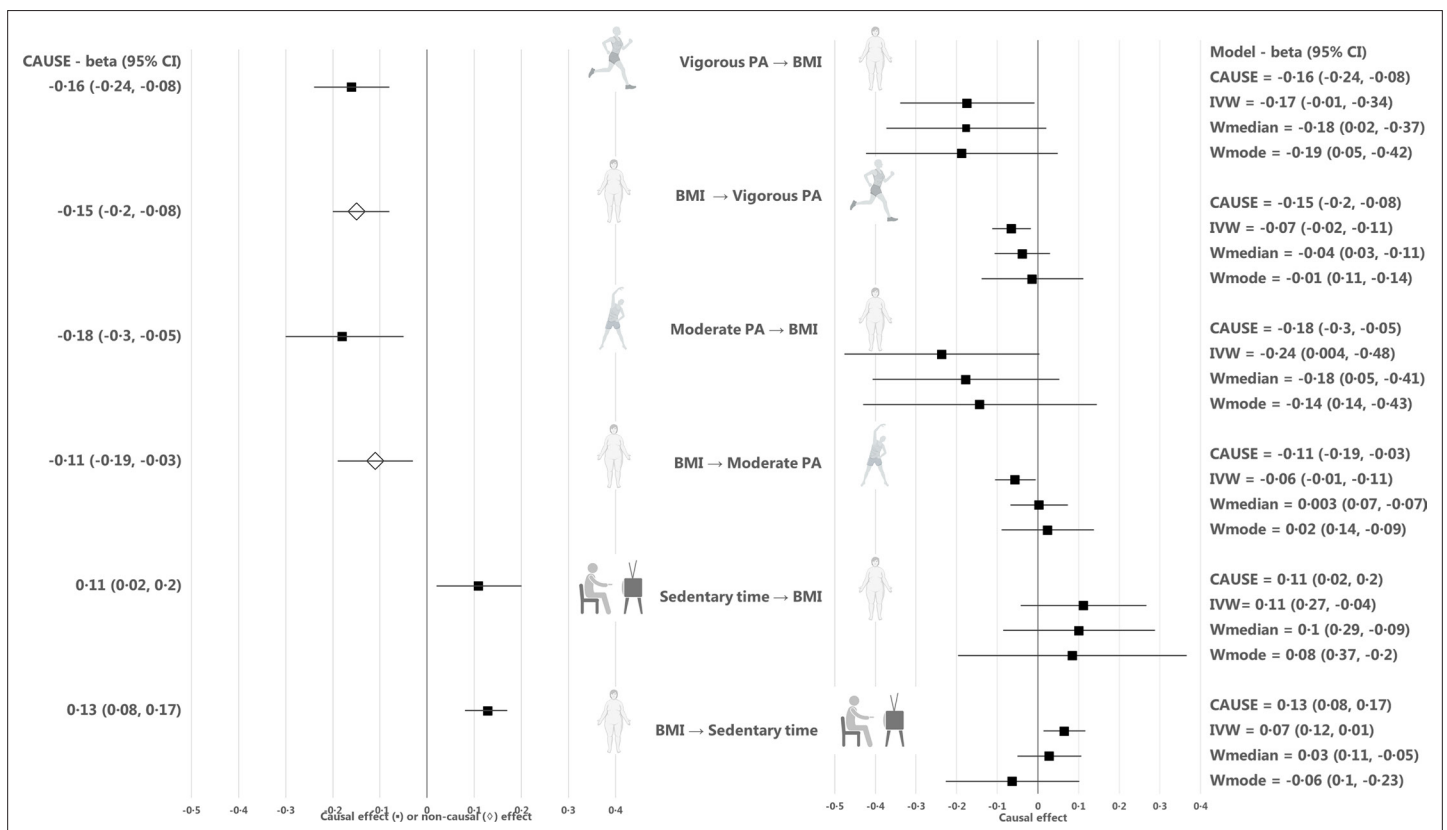 CAUSE - beta (95% CI)
-0·16 (-0·24, -0·08)
-0·15 (-0·2, -0·08)
-0·18 (-0·3, -0·05)
-0·11 (-0·19, -0·03)
0·11 (0·02, 0·2)
0·13 (0·08, 0·17)
-0·5 -0·4 -0·3 -0·2 -0·1 0 0·1 0·2 0·3 0·4
Causal effect (▪) or non-causal (◊) effect
Vigorous PA → BMI
BMI → Vigorous PA
Moderate PA → BMI
BMI → Moderate PA
Sedentary time → BMI
BMI → Sedentary time
-0·5 -0·4 -0·3 -0·2 -0·1 0 0·1 0·2 0·3 0·4
Causal effect
Model - beta (95% CI)
CAUSE = -0·16 (-0·24, -0·08)
IVW = -0·17 (-0·01, -0·34)
Wmedian = -0·18 (0·02, -0·37)
Wmode = -0·19 (0·05, -0·42)
CAUSE = -0·15 (-0·2, -0·08)
IVW = -0·07 (-0·02, -0·11)
Wmedian = -0·04 (0·03, -0·11)
Wmode = -0·01 (0·11, -0·14)
CAUSE = -0·18 (-0·3, -0·05)
IVW = -0·24 (0·004, -0·48)
Wmedian = -0·18 (0·05, -0·41)
Wmode = -0·14 (0·14, -0·43)
CAUSE = -0·11 (-0·19, -0·03)
IVW = -0·06 (-0·01, -0·11)
Wmedian = 0·003 (0·07, -0·07)
Wmode = 0·02 (0·14, -0·09)
CAUSE = 0·11 (0·02, 0·2)
IVW= 0·11 (0·27, -0·04)
Wmedian = 0·1 (0·29, -0·09)
Wmode = 0·08 (0·37, -0·2)
CAUSE = 0·13 (0·08, 0·17)
IVW = 0·07 (0·12, 0·01)
Wmedian = 0·03 (0·11, -0·05)
Wmode = -0·06 (0·1, -0·23)